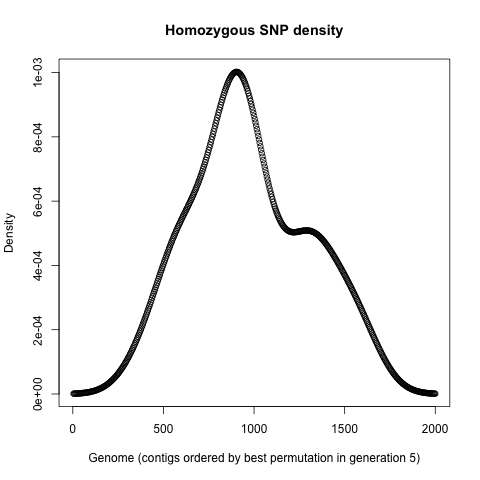 Homozygous SNP density
Density
1e-03
8e-04
6e-04
4e-04
2e-04
0e+00
0 500 1000 1500 2000
Genome (contigs ordered by best permutation in generation 5)